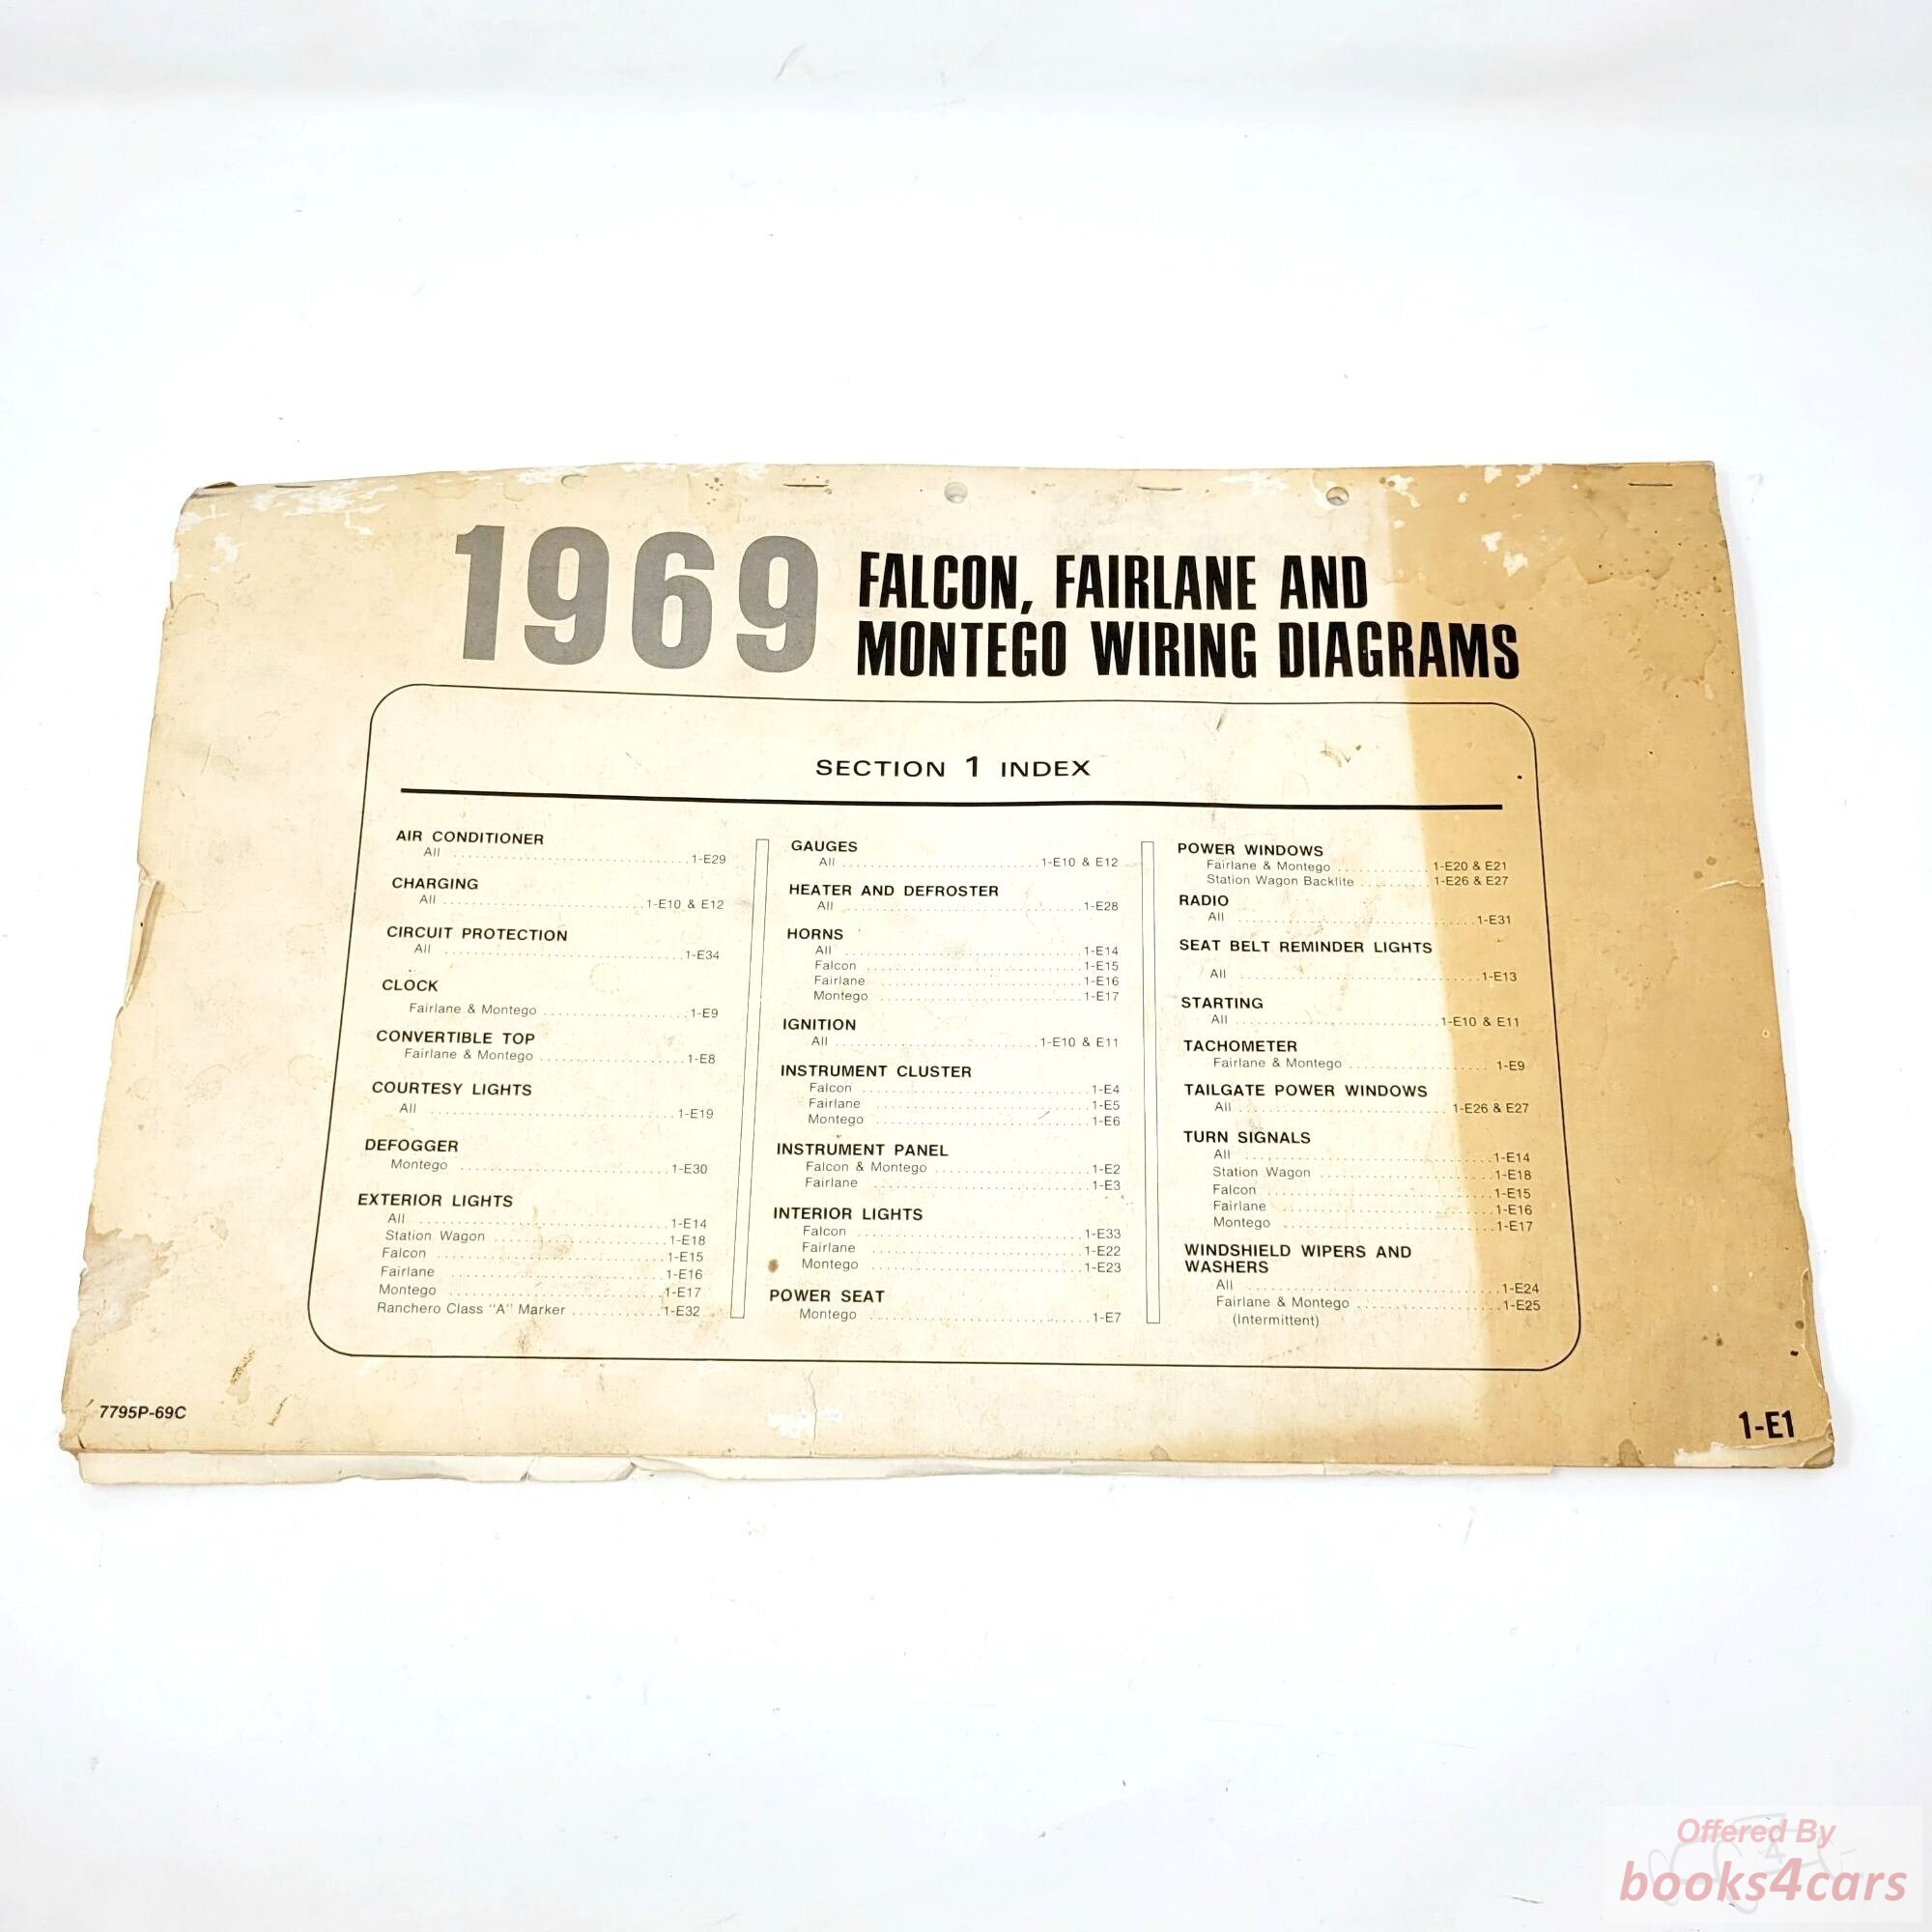 1969 FALCON, FAIRLANE AND
MONTEGO WIRING DIAGRAMS
SECTION 1 INDEX
AIR CONDITIONER
All ........ 1-E29
CHARGING
All ........ 1-E10 & E12
CIRCUIT PROTECTION
All ........ 1-E34
CLOCK
Fairlane & Montego ........ 1-E9
CONVERTIBLE TOP
Fairlane & Montego ........ 1-E8
COURTESY LIGHTS
All ........ 1-E19
DEFOGGER
Montego ........ 1-E30
EXTERIOR LIGHTS
All ........ 1-E14
Station Wagon ........ 1-E18
Falcon ........ 1-E15
Fairlane ........ 1-E16
Montego ........ 1-E17
Ranchero Class "A" Marker ........ 1-E32
GAUGES
All ........ 1-E10 & E12
HEATER AND DEFROSTER
All ........ 1-E28
HORNS
All ........ 1-E14
Falcon ........ 1-E15
Fairlane ........ 1-E16
Montego ........ 1-E17
IGNITION
All ........ 1-E10 & E11
INSTRUMENT CLUSTER
Falcon ........ 1-E4
Fairlane ........ 1-E5
Montego ........ 1-E6
INSTRUMENT PANEL
Falcon & Montego ........ 1-E2
Fairlane ........ 1-E3
INTERIOR LIGHTS
Falcon ........ 1-E33
Fairlane ........ 1-E22
Montego ........ 1-E23
POWER SEAT
Montego ........ 1-E7
POWER WINDOWS
Fairlane & Montego ........ 1-E20 & E21
Station Wagon Backlite ........ 1-E26 & E27
RADIO
All ........ 1-E31
SEAT BELT REMINDER LIGHTS
All ........ 1-E13
STARTING
All ........ 1-E10 & E11
TACHOMETER
Fairlane & Montego ........ 1-E9
TAILGATE POWER WINDOWS
All ........ 1-E26 & E27
TURN SIGNALS
All ........ 1-E14
Station Wagon ........ 1-E18
Falcon ........ 1-E15
Fairlane ........ 1-E16
Montego ........ 1-E17
WINDSHIELD WIPERS AND
WASHERS
All ........ 1-E24
Fairlane & Montego ........ 1-E25
(Intermittent)
7795P-69C
1-E1
Offered By
books4cars